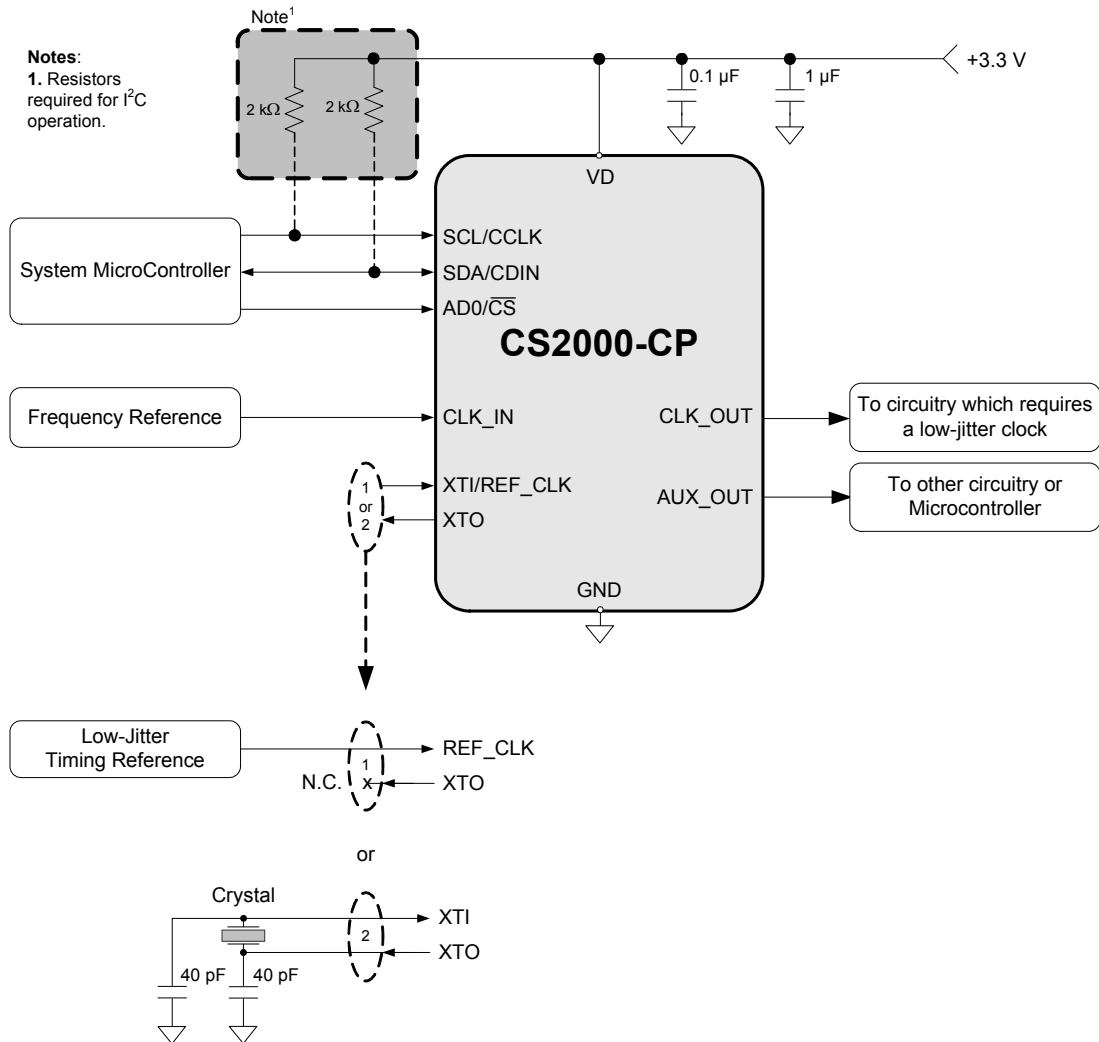 Note¹
Notes:
1. Resistors
required for I²C
operation.
2 kΩ
2 kΩ
0.1 µF
1 µF
+3.3 V
VD
System MicroController
SCL/CCLK
SDA/CDIN
AD0/C̅S̅
CS2000-CP
Frequency Reference
CLK_IN
CLK_OUT
To circuitry which requires
a low-jitter clock
1
or
2
XTI/REF_CLK
XTO
AUX_OUT
To other circuitry or
Microcontroller
GND
Low-Jitter
Timing Reference
1
REF_CLK
N.C.
x
XTO
or
Crystal
2
XTI
XTO
40 pF
40 pF